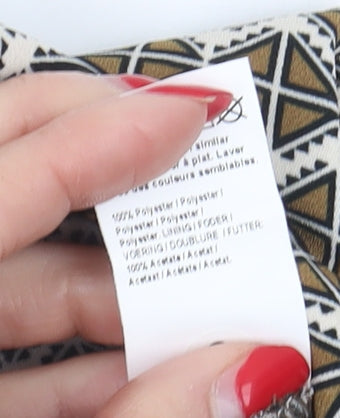 similar
à plat. Laver
des couleurs semblables.
100% Polyester / Polyester /
Polyester / Polyester /
Polyester. LINING / FODER /
VOERING / DOUBLURE / FUTTER:
100% Acetate / Acetat /
Acetaat / Acétate / Acetat.